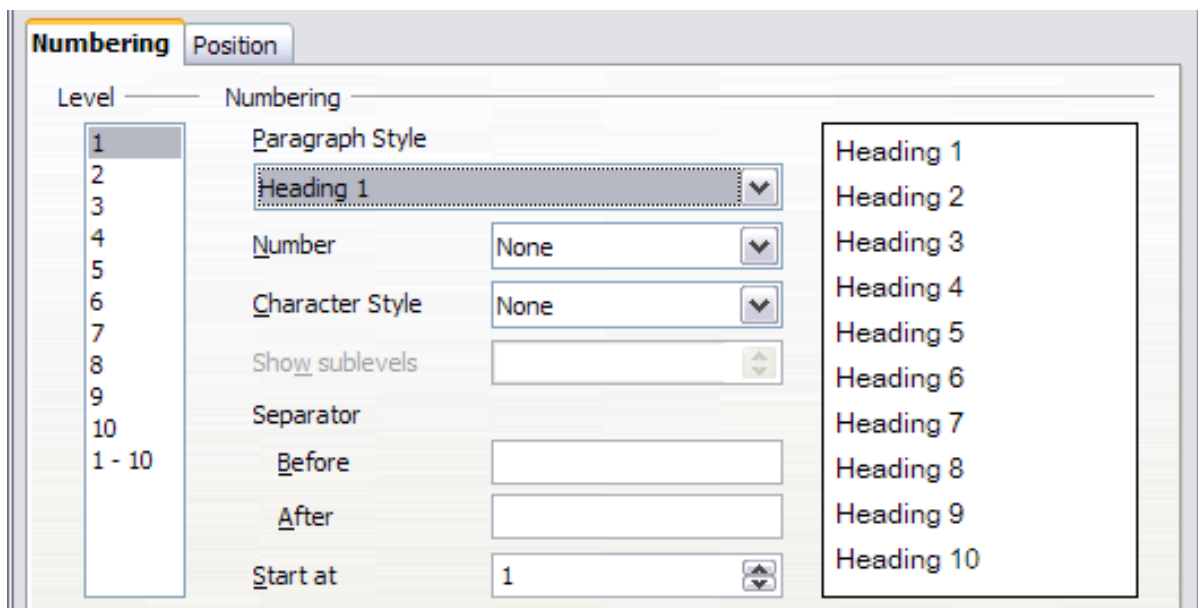 Numbering Position
Level Numbering
1
2
3
4
5
6
7
8
9
10
1 - 10
Paragraph Style
Heading 1
Number None
Character Style None
Show sublevels
Separator
Before
After
Start at 1
Heading 1
Heading 2
Heading 3
Heading 4
Heading 5
Heading 6
Heading 7
Heading 8
Heading 9
Heading 10